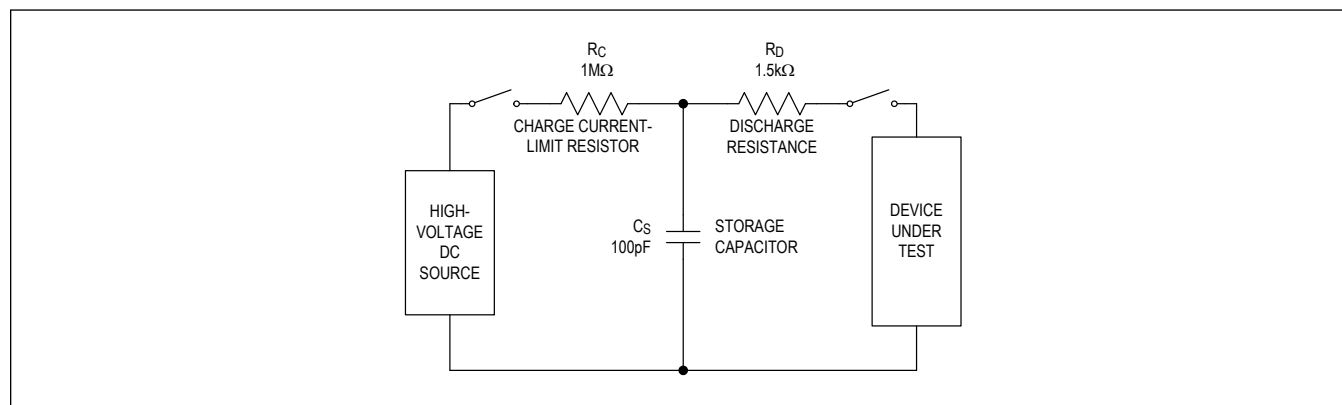 RC
1MΩ
CHARGE CURRENT-
LIMIT RESISTOR
RD
1.5kΩ
DISCHARGE
RESISTANCE
HIGH-
VOLTAGE
DC
SOURCE
CS
100pF
STORAGE
CAPACITOR
DEVICE
UNDER
TEST